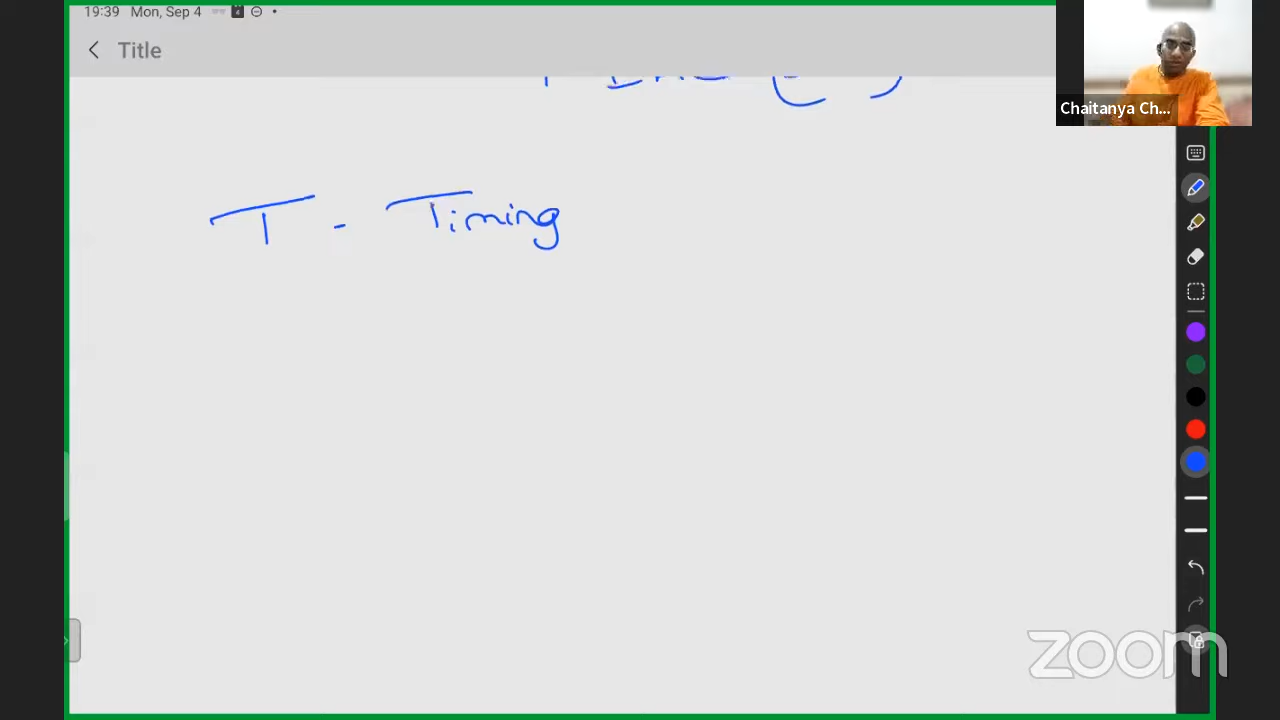 19:39 Mon, Sep 4
Title
Chaitanya Ch...
T - Timing
zoom